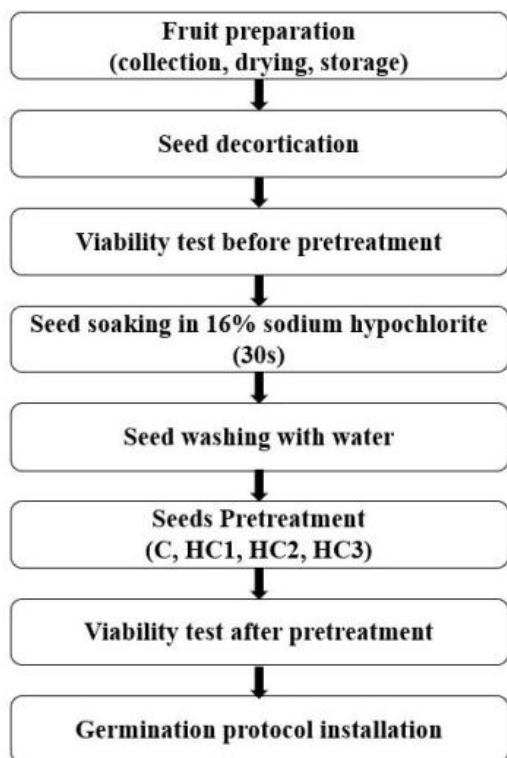 Fruit preparation
(collection, drying, storage)
Seed decortication
Viability test before pretreatment
Seed soaking in 16% sodium hypochlorite
(30s)
Seed washing with water
Seeds Pretreatment
(C, HC1, HC2, HC3)
Viability test after pretreatment
Germination protocol installation